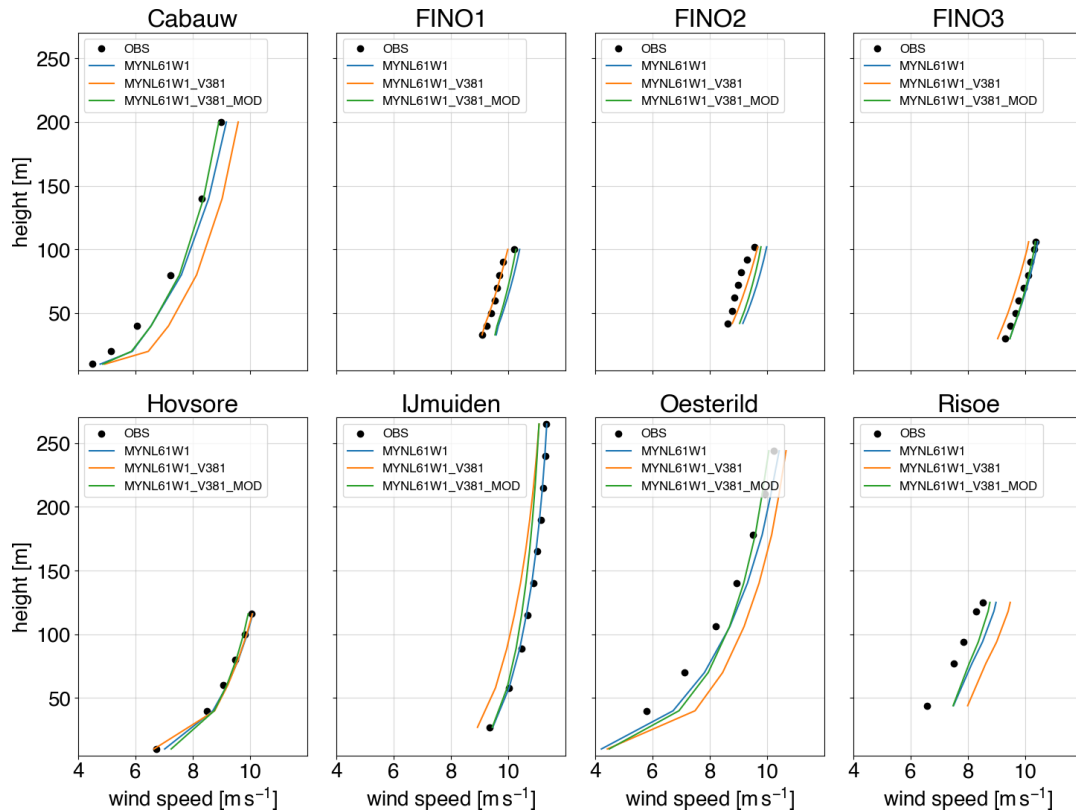 Cabauw FINO1 FINO2 FINO3
OBS
MYNL61W1
MYNL61W1_V381
MYNL61W1_V381_MOD
OBS
MYNL61W1
MYNL61W1_V381
MYNL61W1_V381_MOD
OBS
MYNL61W1
MYNL61W1_V381
MYNL61W1_V381_MOD
OBS
MYNL61W1
MYNL61W1_V381
MYNL61W1_V381_MOD
height [m]
250
200
150
100
50
Hovsore IJmuiden Oesterild Risoe
OBS
MYNL61W1
MYNL61W1_V381
MYNL61W1_V381_MOD
OBS
MYNL61W1
MYNL61W1_V381
MYNL61W1_V381_MOD
OBS
MYNL61W1
MYNL61W1_V381
MYNL61W1_V381_MOD
OBS
MYNL61W1
MYNL61W1_V381
MYNL61W1_V381_MOD
height [m]
250
200
150
100
50
4 6 8 10 4 6 8 10 4 6 8 10 4 6 8 10
wind speed [m s⁻¹] wind speed [m s⁻¹] wind speed [m s⁻¹] wind speed [m s⁻¹]